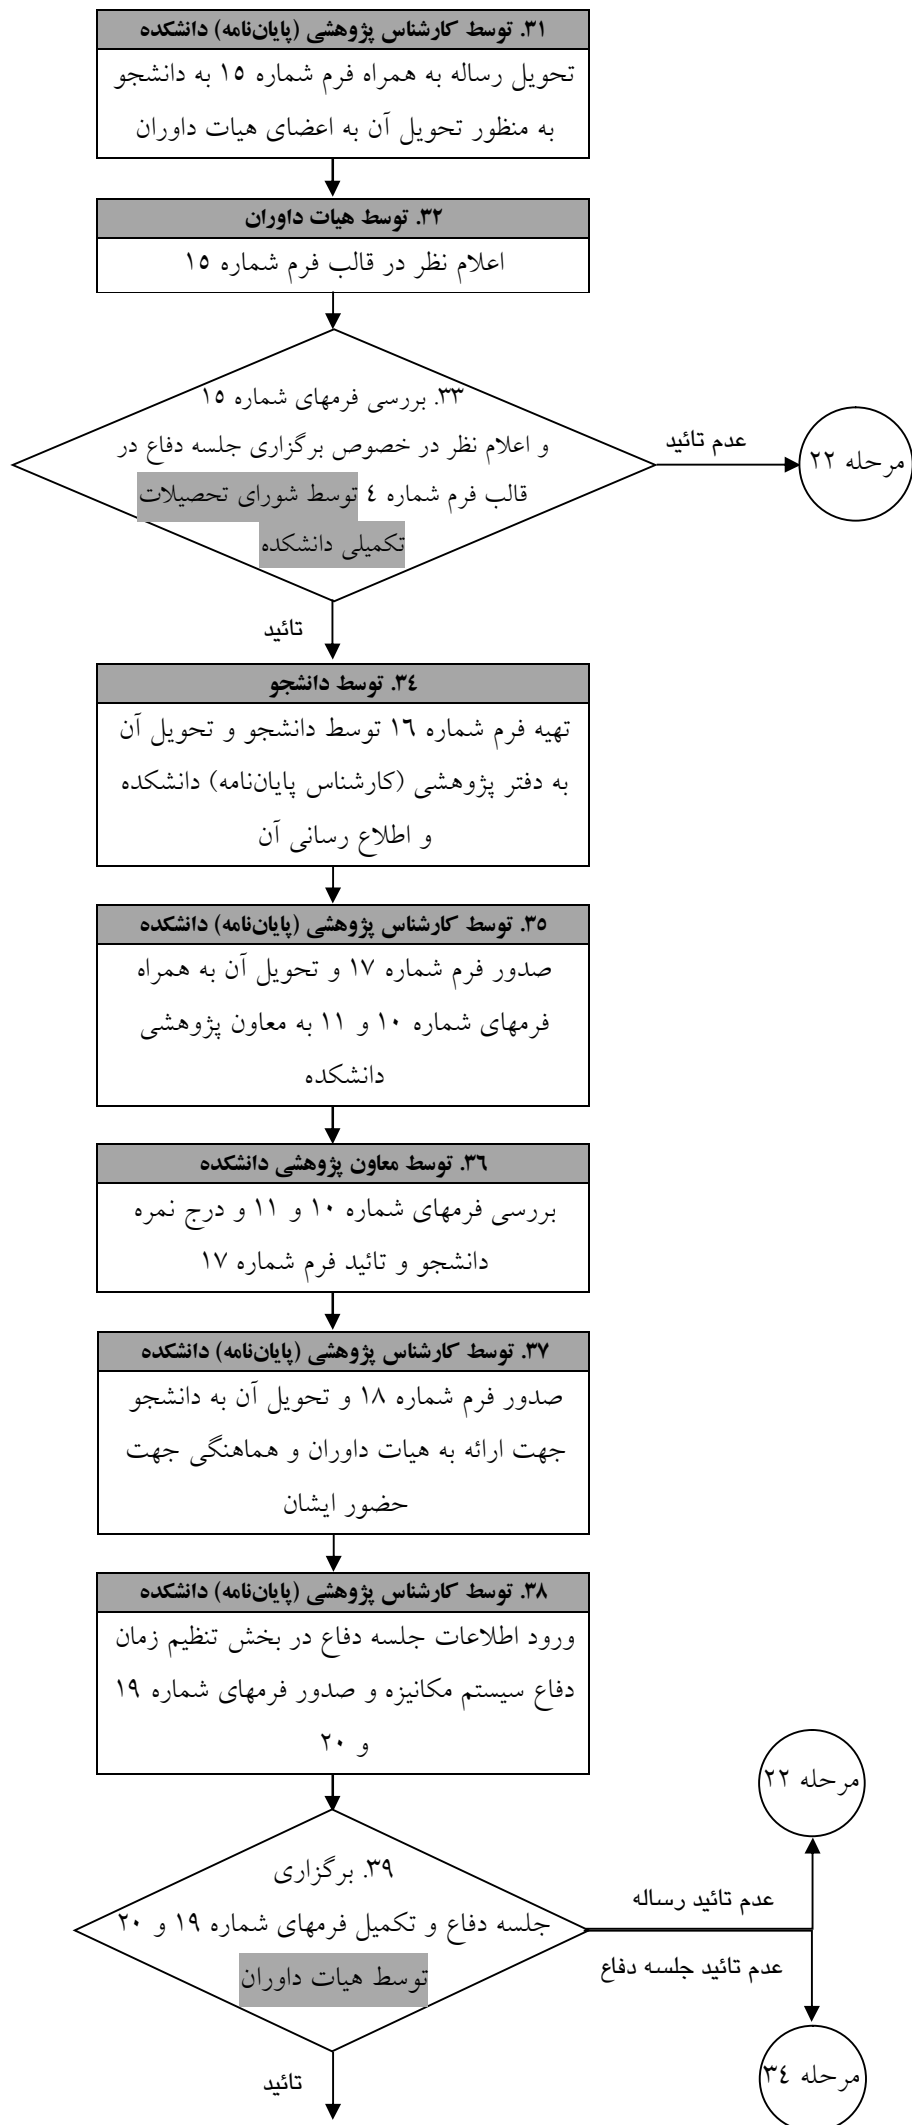 ۳۱. توسط کارشناس پژوهشی (پایان‌نامه) دانشکده
تحویل رساله به همراه فرم شماره ۱۵ به دانشجو
به منظور تحویل آن به اعضای هیات داوران
۳۲. توسط هیات داوران
اعلام نظر در قالب فرم شماره ۱۵
۳۳. بررسی فرمهای شماره ۱۵
و اعلام نظر در خصوص برگزاری جلسه دفاع در
قالب فرم شماره ۴ توسط شورای تحصیلات
تکمیلی دانشکده
عدم تائید
مرحله ۲۲
تائید
۳۴. توسط دانشجو
تهیه فرم شماره ۱۶ توسط دانشجو و تحویل آن
به دفتر پژوهشی (کارشناس پایان‌نامه) دانشکده
و اطلاع رسانی آن
۳۵. توسط کارشناس پژوهشی (پایان‌نامه) دانشکده
صدور فرم شماره ۱۷ و تحویل آن به همراه
فرمهای شماره ۱۰ و ۱۱ به معاون پژوهشی
دانشکده
۳۶. توسط معاون پژوهشی دانشکده
بررسی فرمهای شماره ۱۰ و ۱۱ و درج نمره
دانشجو و تائید فرم شماره ۱۷
۳۷. توسط کارشناس پژوهشی (پایان‌نامه) دانشکده
صدور فرم شماره ۱۸ و تحویل آن به دانشجو
جهت ارائه به هیات داوران و هماهنگی جهت
حضور ایشان
۳۸. توسط کارشناس پژوهشی (پایان‌نامه) دانشکده
ورود اطلاعات جلسه دفاع در بخش تنظیم زمان
دفاع سیستم مکانیزه و صدور فرمهای شماره ۱۹
و ۲۰
مرحله ۲۲
۳۹. برگزاری
جلسه دفاع و تکمیل فرمهای شماره ۱۹ و ۲۰
توسط هیات داوران
عدم تائید رساله
عدم تائید جلسه دفاع
مرحله ۳۴
تائید